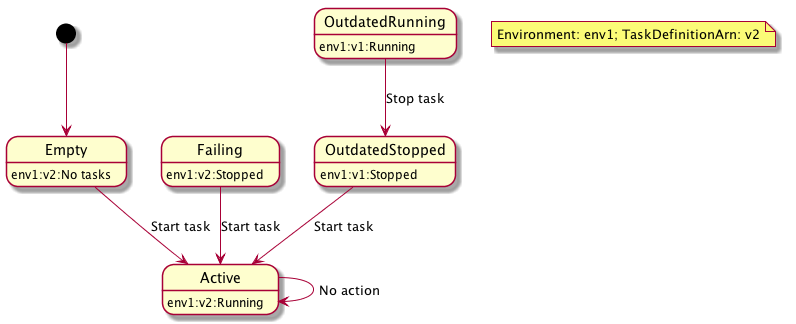 OutdatedRunning
env1:v1:Running
Environment: env1; TaskDefinitionArn: v2
Stop task
Empty
env1:v2:No tasks
Failing
env1:v2:Stopped
OutdatedStopped
env1:v1:Stopped
Start task
Start task
Start task
Active
env1:v2:Running
No action